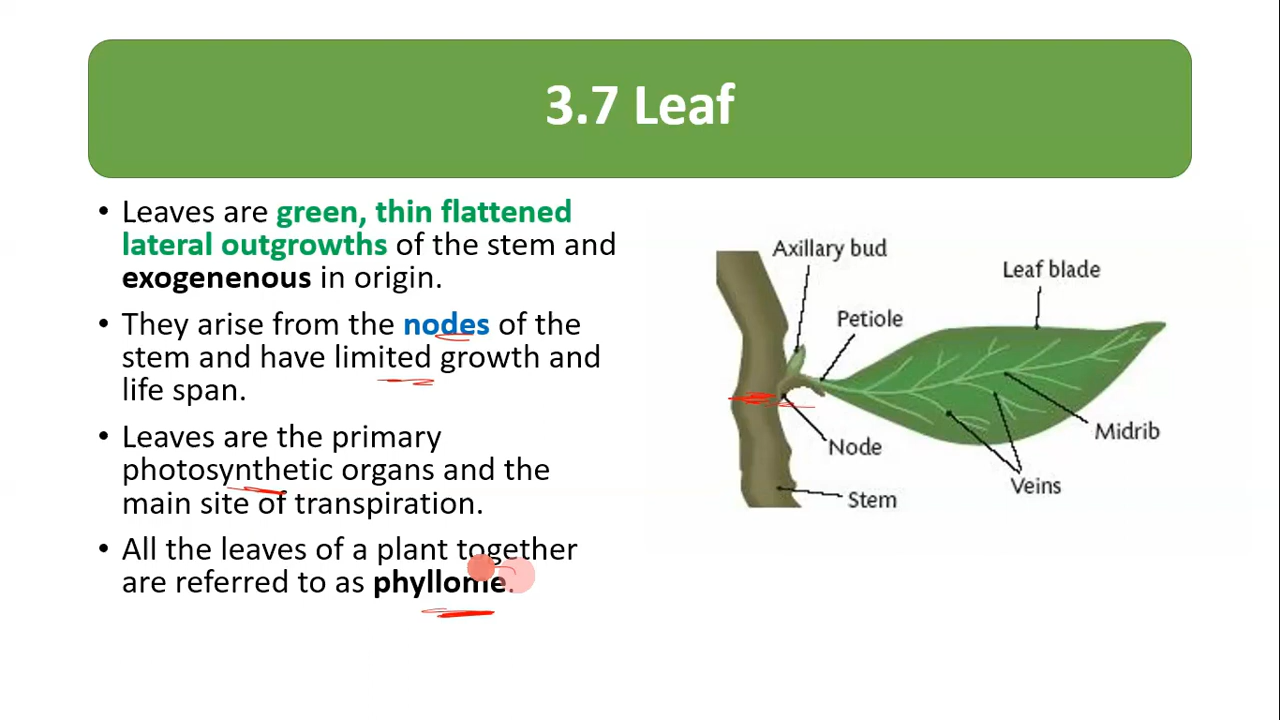 3.7 Leaf
• Leaves are green, thin flattened
lateral outgrowths of the stem and
exogenenous in origin.
• They arise from the nodes of the
stem and have limited growth and
life span.
• Leaves are the primary
photosynthetic organs and the
main site of transpiration.
• All the leaves of a plant together
are referred to as phyllome.
Axillary bud
Leaf blade
Petiole
Midrib
Node
Veins
Stem